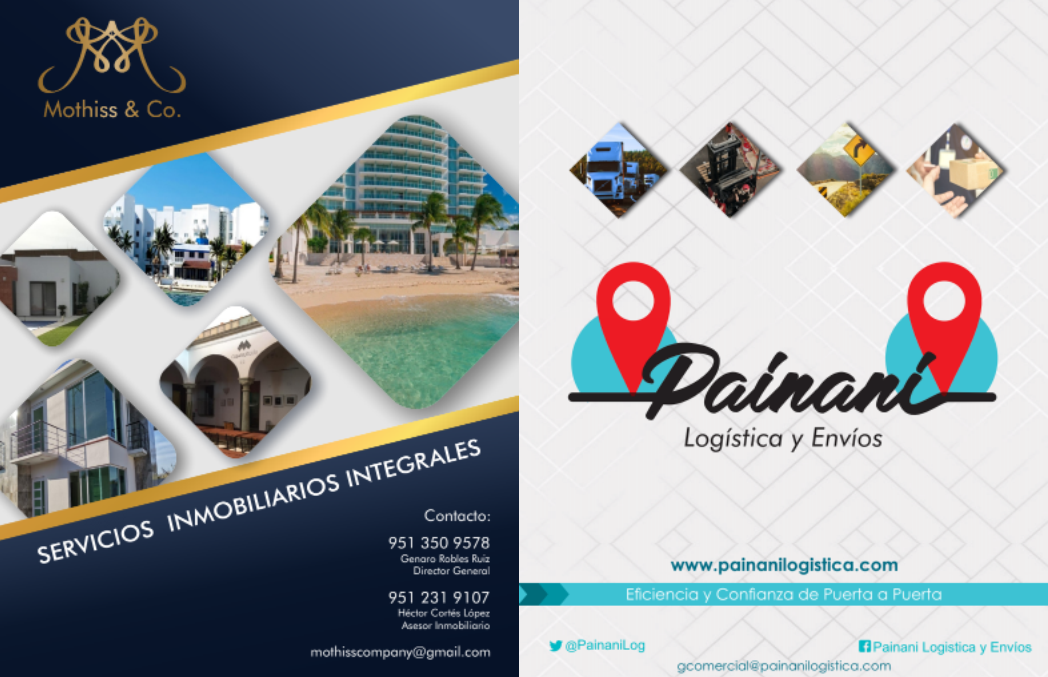 Mothiss & Co.
SERVICIOS INMOBILIARIOS INTEGRALES
Contacto:
951 350 9578
Genaro Robles Ruiz
Director General
951 231 9107
Héctor Cortés López
Asesor Inmobiliario
mothisscompany@gmail.com
Painani
Logística y Envíos
www.painanilogistica.com
Eficiencia y Confianza de Puerta a Puerta
@PainaniLog
Painani Logistica y Envíos
gcomercial@painanilogistica.com